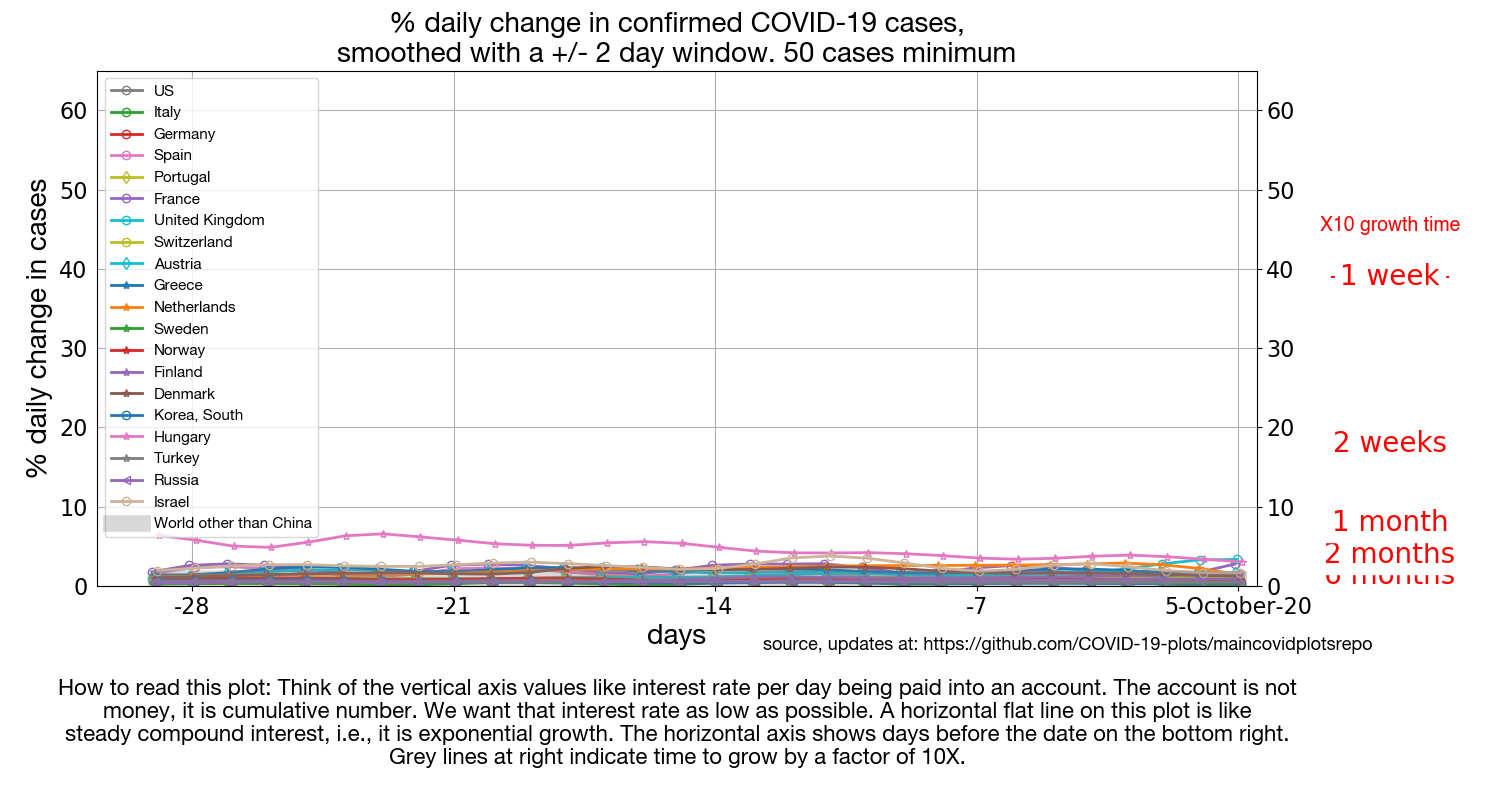 % daily change in confirmed COVID-19 cases,
smoothed with a +/- 2 day window. 50 cases minimum
US
Italy
Germany
Spain
Portugal
France
United Kingdom
Switzerland
Austria
Greece
Netherlands
Sweden
Norway
Finland
Denmark
Korea, South
Hungary
Turkey
Russia
Israel
World other than China
% daily change in cases
60
50
40
30
20
10
0
60
50
40
30
20
10
0
X10 growth time
1 week
2 weeks
1 month
2 months
6 months
-28
-21
-14
-7
5-October-20
days
source, updates at: https://github.com/COVID-19-plots/maincovidplotsrepo
How to read this plot: Think of the vertical axis values like interest rate per day being paid into an account. The account is not
money, it is cumulative number. We want that interest rate as low as possible. A horizontal flat line on this plot is like
steady compound interest, i.e., it is exponential growth. The horizontal axis shows days before the date on the bottom right.
Grey lines at right indicate time to grow by a factor of 10X.